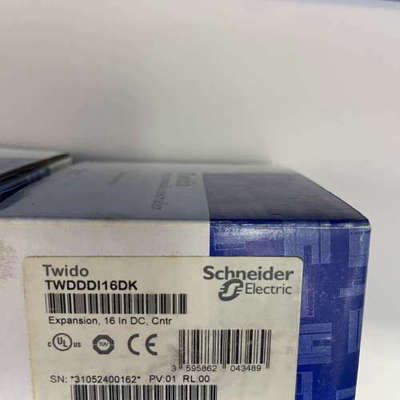 Twido
TWDDDI16DK
Schneider
Electric
Expansion, 16 In DC, Cntr
3 595862 043489
SN: *31052400162* PV:01 RL:00